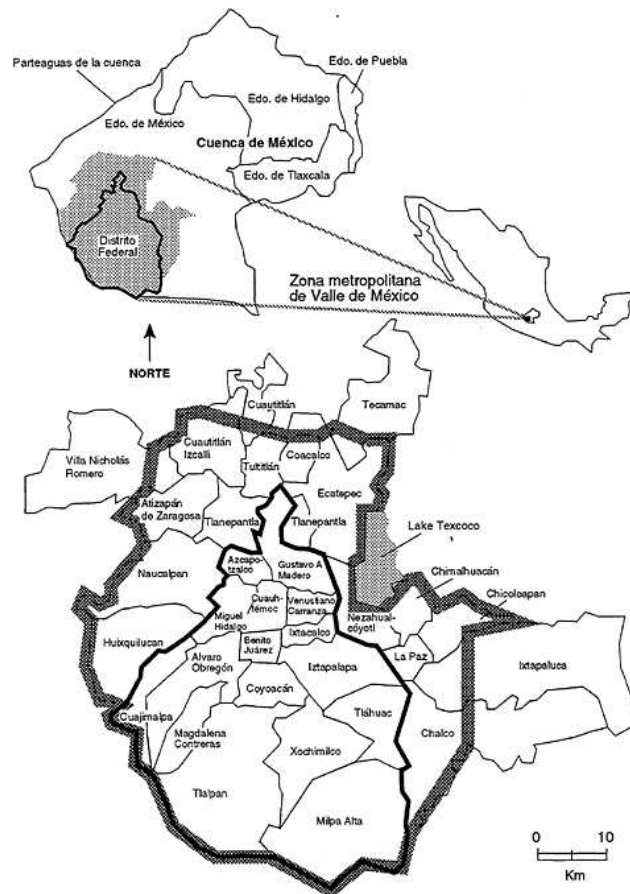 Parteaguas de la cuenca
Edo. de Puebla
Edo. de Hidalgo
Edo. de México
Cuenca de México
Edo. de Tlaxcala
Distrito
Federal
Zona metropolitana
de Valle de México
NORTE
Cuautitlán
Tecamac
Cuautitlán
Izcalli
Coacalco
Villa Nicholás
Romero
Tultitlán
Ecatepec
Atizapán
de Zaragosa
Tlanepantla
Tlanepantla
Lake Texcoco
Azcapo-
tzalco
Gustavo A
Madero
Chimalhuacán
Naucalpan
Chicoloapan
Cuauh-
témoc
Venustiano
Carranza
Nezahual-
cóyotl
Miguel
Hidalgo
Ixtacalco
Huixquilucan
Benito
Juárez
La Paz
Alvaro
Obregón
Iztapalapa
Ixtapaluca
Coyoacán
Cuajimalpa
Tláhuac
Magdalena
Contreras
Chalco
Xochimilco
Tlalpan
Milpa Alta
0 10
Km